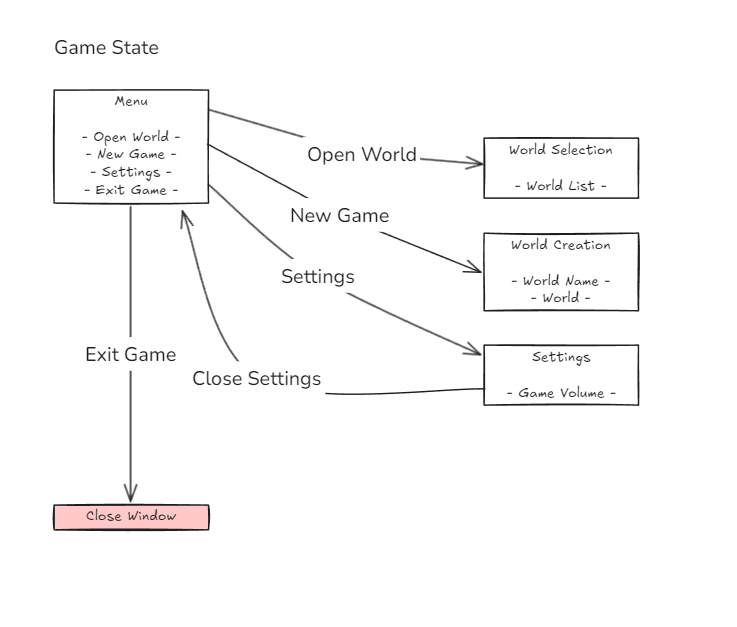 Game State
Menu
- Open World -
- New Game -
- Settings -
- Exit Game -
Open World
World Selection
- World List -
New Game
World Creation
- World Name -
- World -
Settings
Settings
- Game Volume -
Exit Game
Close Settings
Close Window